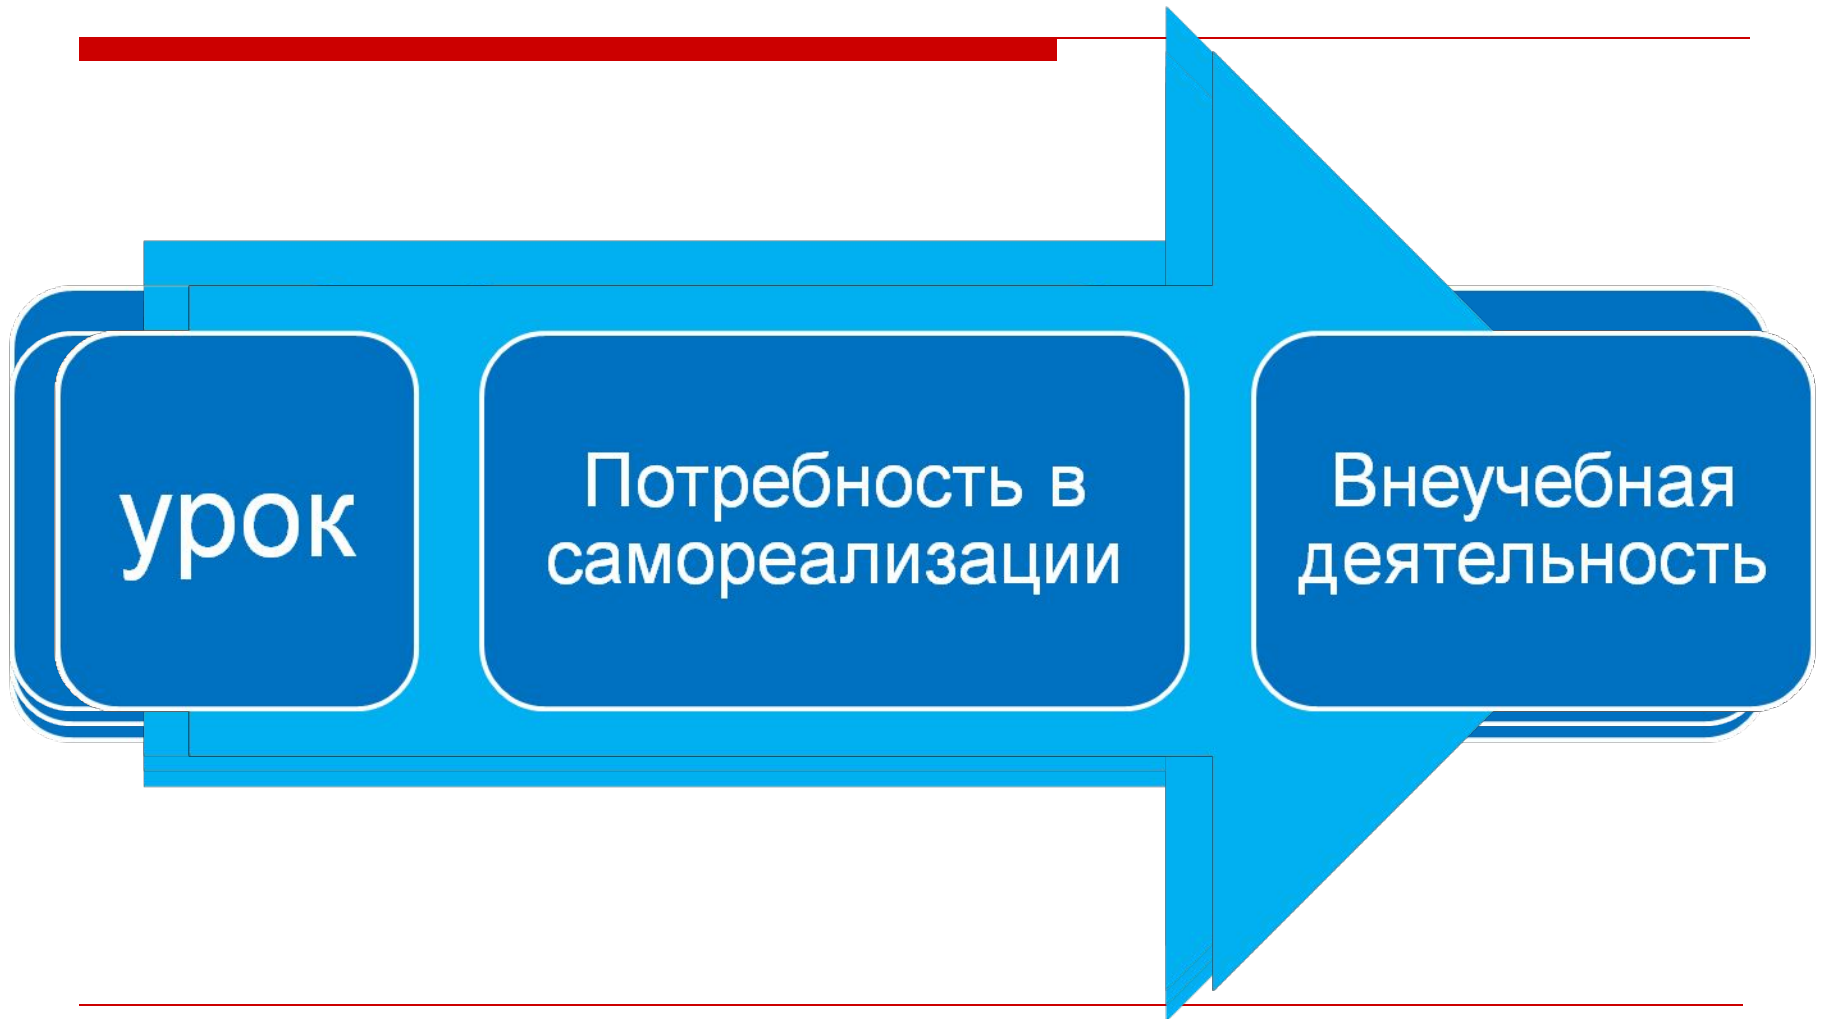 урок
Потребность в
самореализации
Внеучебная
деятельность